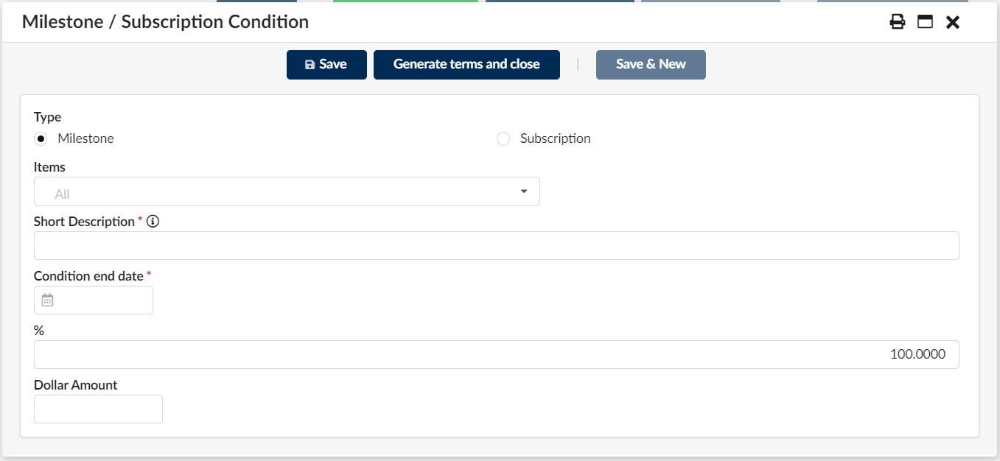 Milestone / Subscription Condition
Save Generate terms and close | Save & New
Type
Milestone Subscription
Items
All
Short Description *
Condition end date *
%
100.0000
Dollar Amount